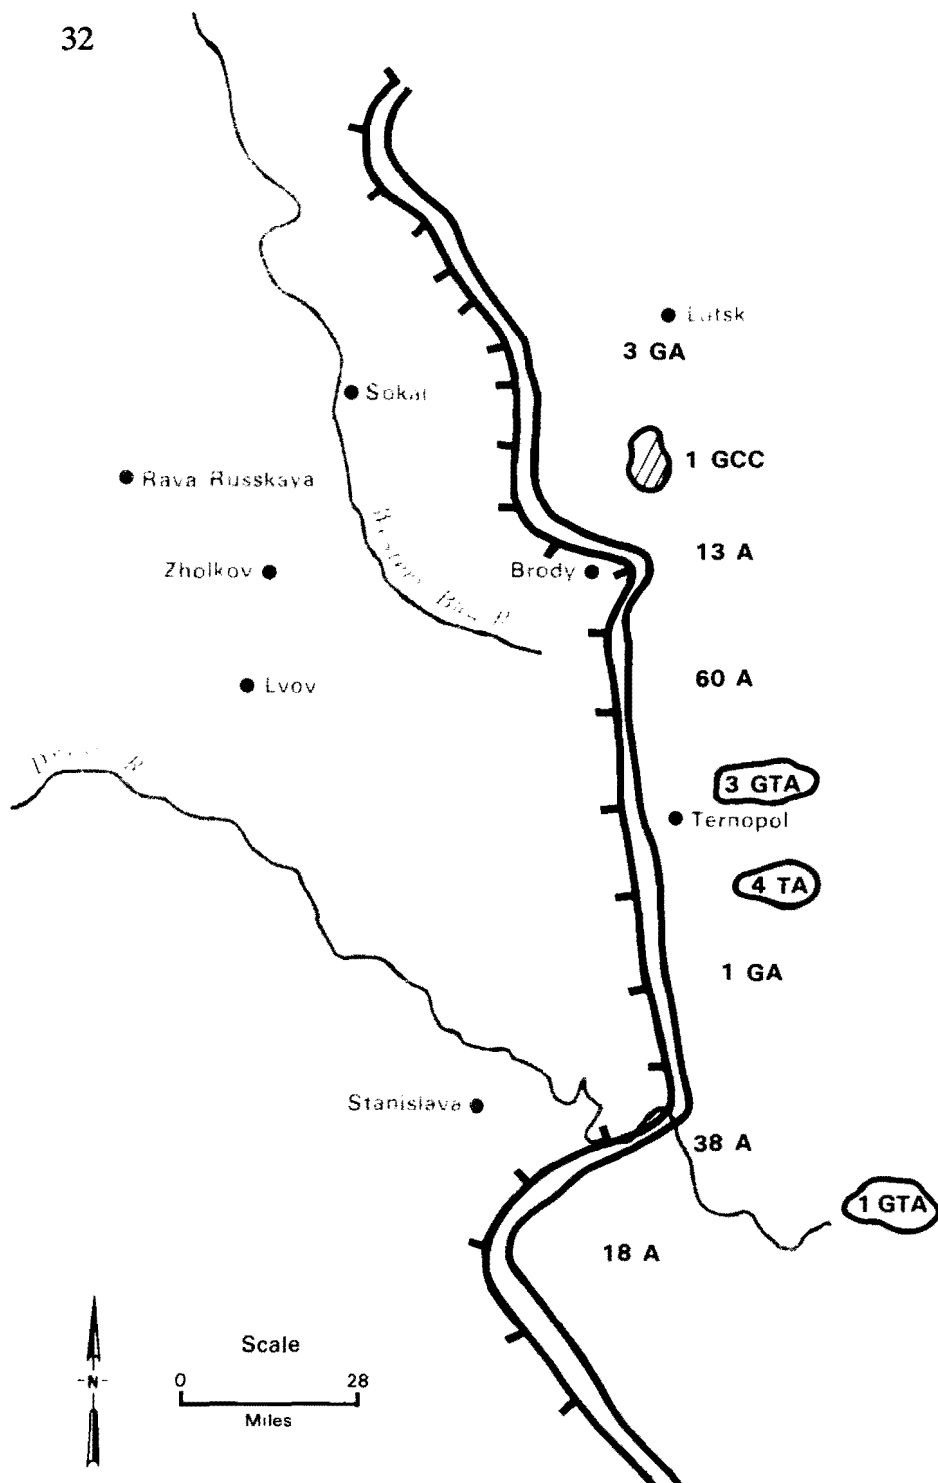 32
Lutsk
3 GA
Sokal
1 GCC
Rava Russkaya
13 A
Zholkov
Brody
60 A
Lvov
3 GTA
Ternopol
4 TA
1 GA
Stanislava
38 A
1 GTA
18 A
Scale
-N-
0 28
Miles